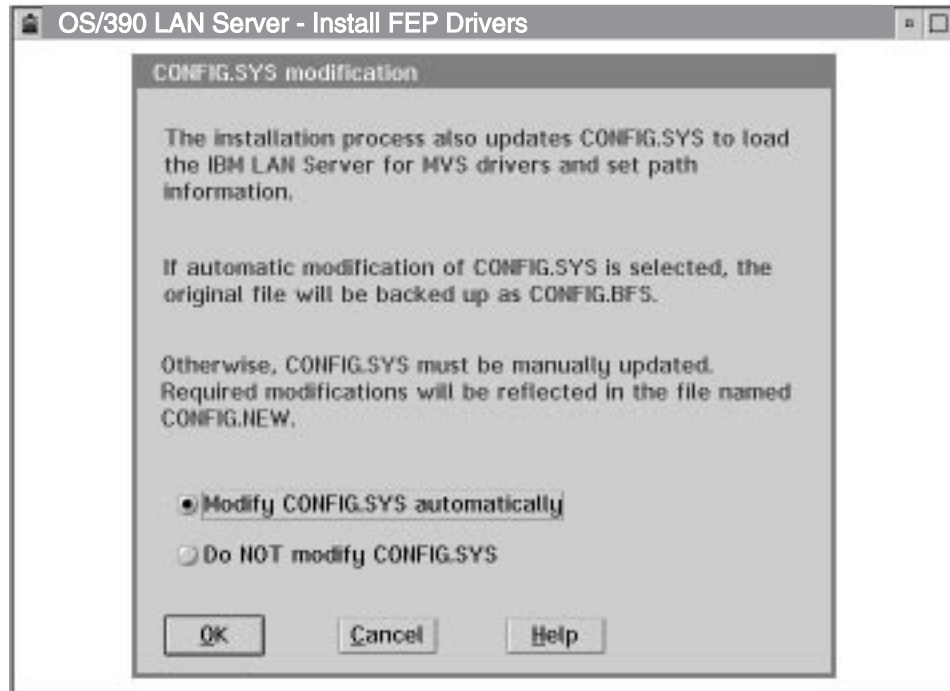 OS/390 LAN Server - Install FEP Drivers
CONFIG.SYS modification
The installation process also updates CONFIG.SYS to load
the IBM LAN Server for MVS drivers and set path
information.
If automatic modification of CONFIG.SYS is selected, the
original file will be backed up as CONFIG.BFS.
Otherwise, CONFIG.SYS must be manually updated.
Required modifications will be reflected in the file named
CONFIG.NEW.
Modify CONFIG.SYS automatically
Do NOT modify CONFIG.SYS
OK Cancel Help